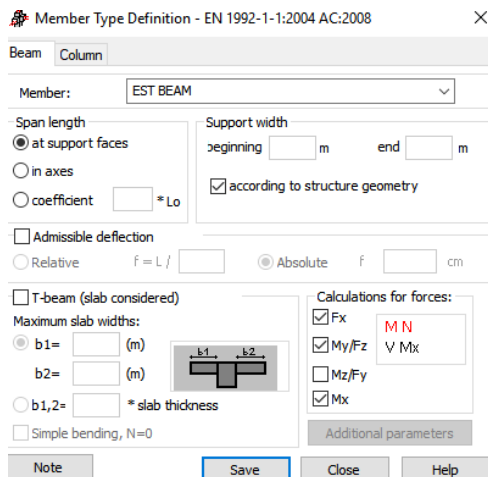 Member Type Definition - EN 1992-1-1:2004 AC:2008
Beam Column
Member: EST BEAM
Span length
at support faces
in axes
coefficient * Lo
Support width
beginning m end m
according to structure geometry
Admissible deflection
Relative f = L / Absolute f cm
T-beam (slab considered)
Maximum slab widths:
b1= (m)
b2= (m)
b1 b2
b1,2= * slab thickness
Simple bending, N=0
Calculations for forces:
Fx
My/Fz
Mz/Fy
Mx
M N
V Mx
Additional parameters
Note Save Close Help